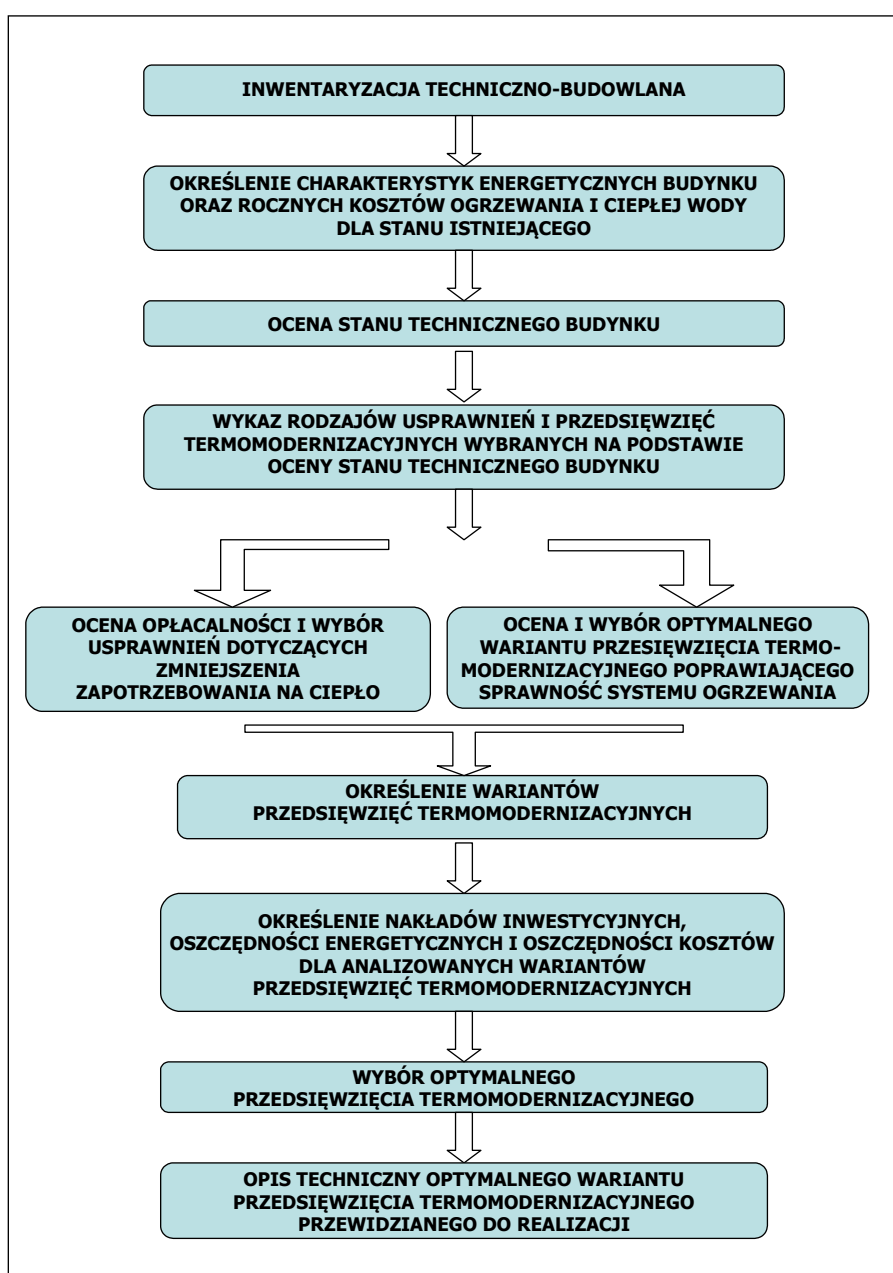 INWENTARYZACJA TECHNICZNO-BUDOWLANA
OKREŚLENIE CHARAKTERYSTYK ENERGETYCZNYCH BUDYNKU
ORAZ ROCZNYCH KOSZTÓW OGRZEWANIA I CIEPŁEJ WODY
DLA STANU ISTNIEJĄCEGO
OCENA STANU TECHNICZNEGO BUDYNKU
WYKAZ RODZAJÓW USPRAWNIEŃ I PRZEDSIĘWZIĘĆ
TERMOMODERNIZACYJNYCH WYBRANYCH NA PODSTAWIE
OCENY STANU TECHNICZNEGO BUDYNKU
OCENA OPŁACALNOŚCI I WYBÓR
USPRAWNIEŃ DOTYCZĄCYCH
ZMNIEJSZENIA
ZAPOTRZEBOWANIA NA CIEPŁO
OCENA I WYBÓR OPTYMALNEGO
WARIANTU PRZESIĘWZIĘCIA TERMO-
MODERNIZACYJNEGO POPRAWIAJĄCEGO
SPRAWNOŚĆ SYSTEMU OGRZEWANIA
OKREŚLENIE WARIANTÓW
PRZEDSIĘWZIĘĆ TERMOMODERNIZACYJNYCH
OKREŚLENIE NAKŁADÓW INWESTYCYJNYCH,
OSZCZĘDNOŚCI ENERGETYCZNYCH I OSZCZĘDNOŚCI KOSZTÓW
DLA ANALIZOWANYCH WARIANTÓW
PRZEDSIĘWZIĘĆ TERMOMODERNIZACYJNYCH
WYBÓR OPTYMALNEGO
PRZEDSIĘWZIĘCIA TERMOMODERNIZACYJNEGO
OPIS TECHNICZNY OPTYMALNEGO WARIANTU
PRZEDSIĘWZIĘCIA TERMOMODERNIZACYJNEGO
PRZEWIDZIANEGO DO REALIZACJI